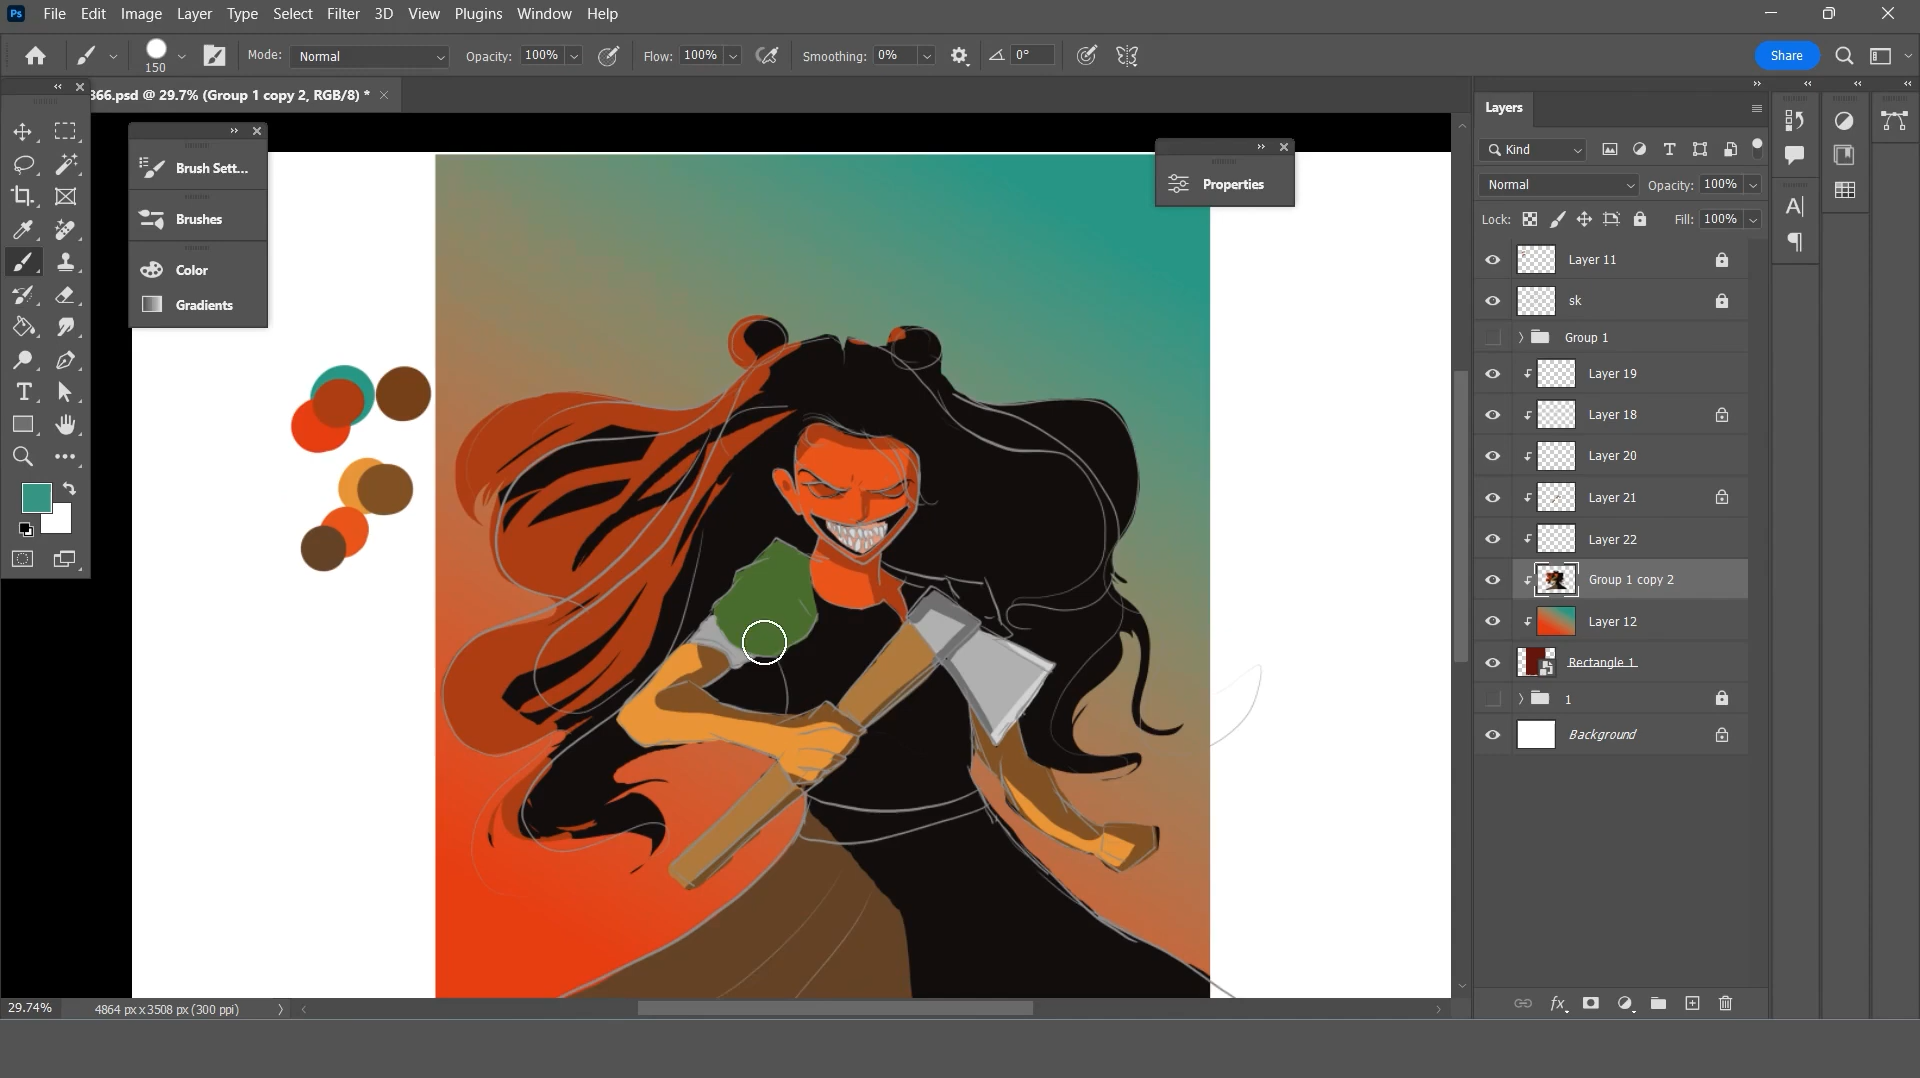 Ps File Edit Image Layer Type Select Filter 3D View Plugins Window Help
150 Mode: Normal Opacity: 100% Flow: 100% Smoothing: 0% 0° Share
366.psd @ 29.7% (Group 1 copy 2, RGB/8) *
Brush Sett...
Brushes
Color
Gradients
Properties
Layers
Kind
Normal Opacity: 100%
Lock: Fill: 100%
Layer 11
sk
Group 1
Layer 19
Layer 18
Layer 20
Layer 21
Layer 22
Group 1 copy 2
Layer 12
Rectangle 1
1
Background
29.74% 4864 px x 3508 px (300 ppi)